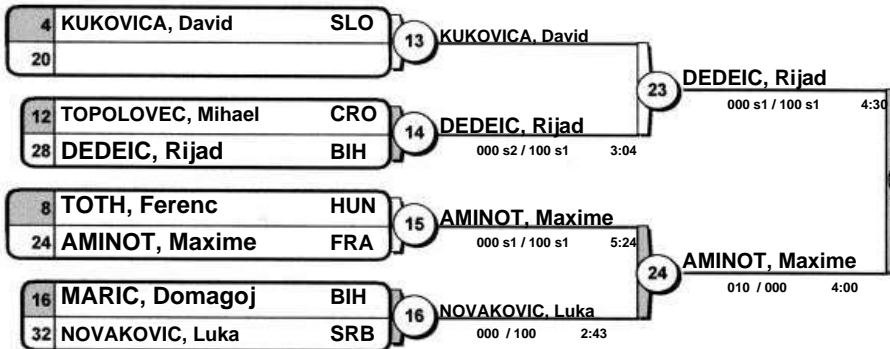 4 KUKOVICA, David SLO
20
13 KUKOVICA, David
12 TOPOLOVEC, Mihael CRO
28 DEDEIC, Rijad BIH
14 DEDEIC, Rijad
000 s2 / 100 s1 3:04
23 DEDEIC, Rijad
000 s1 / 100 s1 4:30
8 TOTH, Ferenc HUN
24 AMINOT, Maxime FRA
15 AMINOT, Maxime
000 s1 / 100 s1 5:24
16 MARIC, Domagoj BIH
32 NOVAKOVIC, Luka SRB
16 NOVAKOVIC, Luka
000 / 100 2:43
24 AMINOT, Maxime
010 / 000 4:00